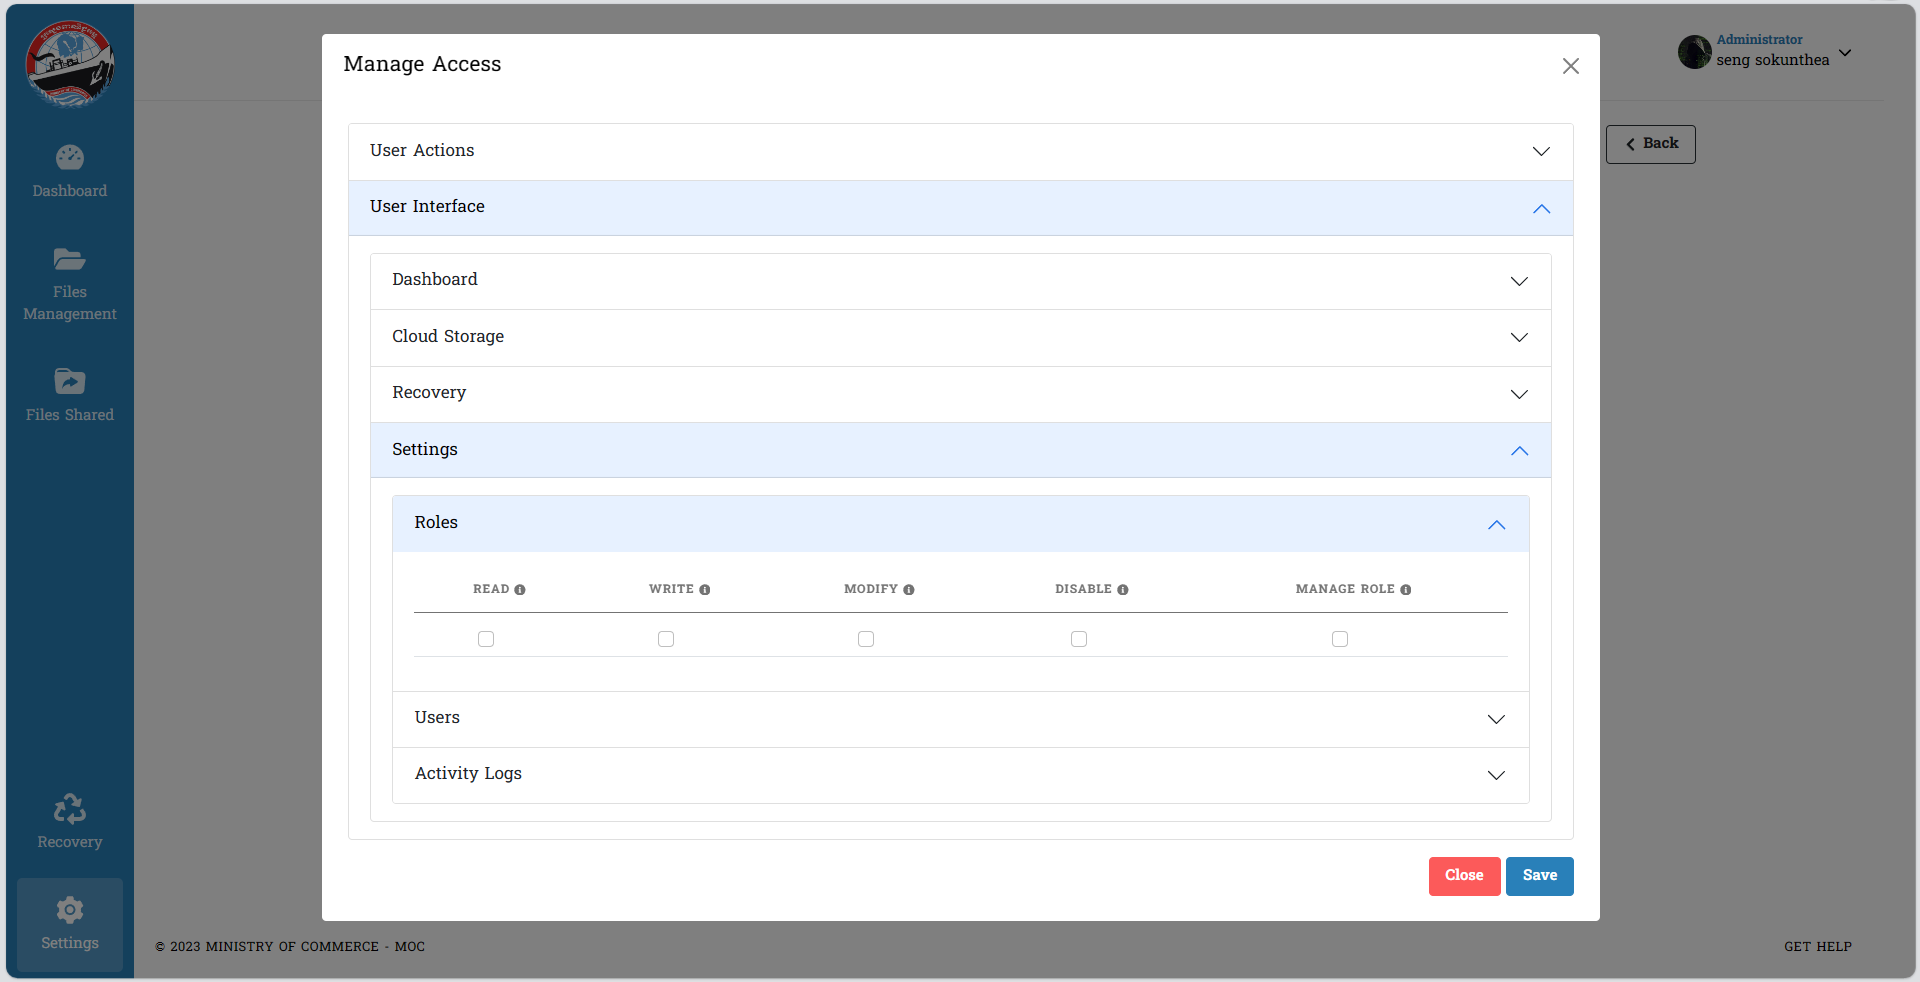 Dashboard
Files
Management
Files Shared
Recovery
Settings
Administrator
seng sokunthea
Back
Manage Access
User Actions
User Interface
Dashboard
Cloud Storage
Recovery
Settings
Roles
READ WRITE MODIFY DISABLE MANAGE ROLE
Users
Activity Logs
Close Save
© 2023 MINISTRY OF COMMERCE - MOC
GET HELP